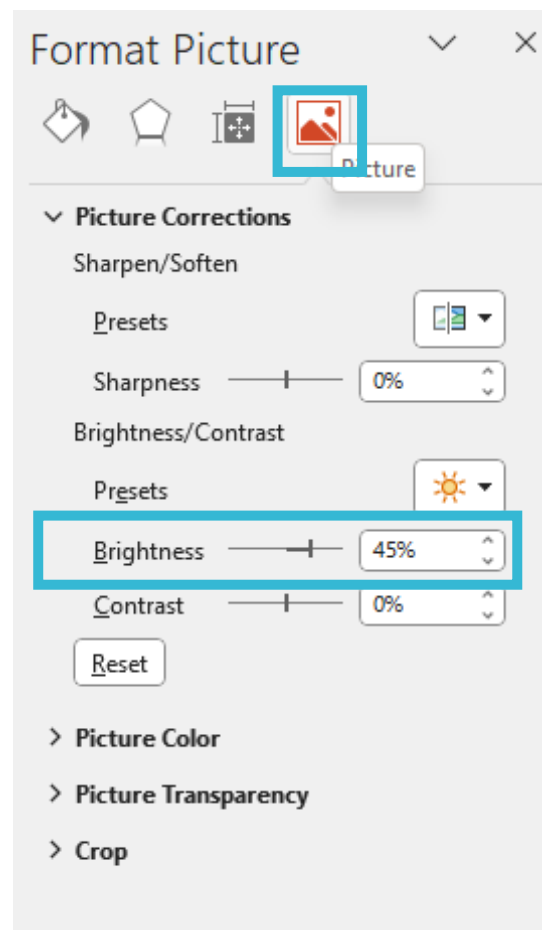 Format Picture
Picture
Picture Corrections
Sharpen/Soften
Presets
Sharpness 0%
Brightness/Contrast
Presets
Brightness 45%
Contrast 0%
Reset
Picture Color
Picture Transparency
Crop